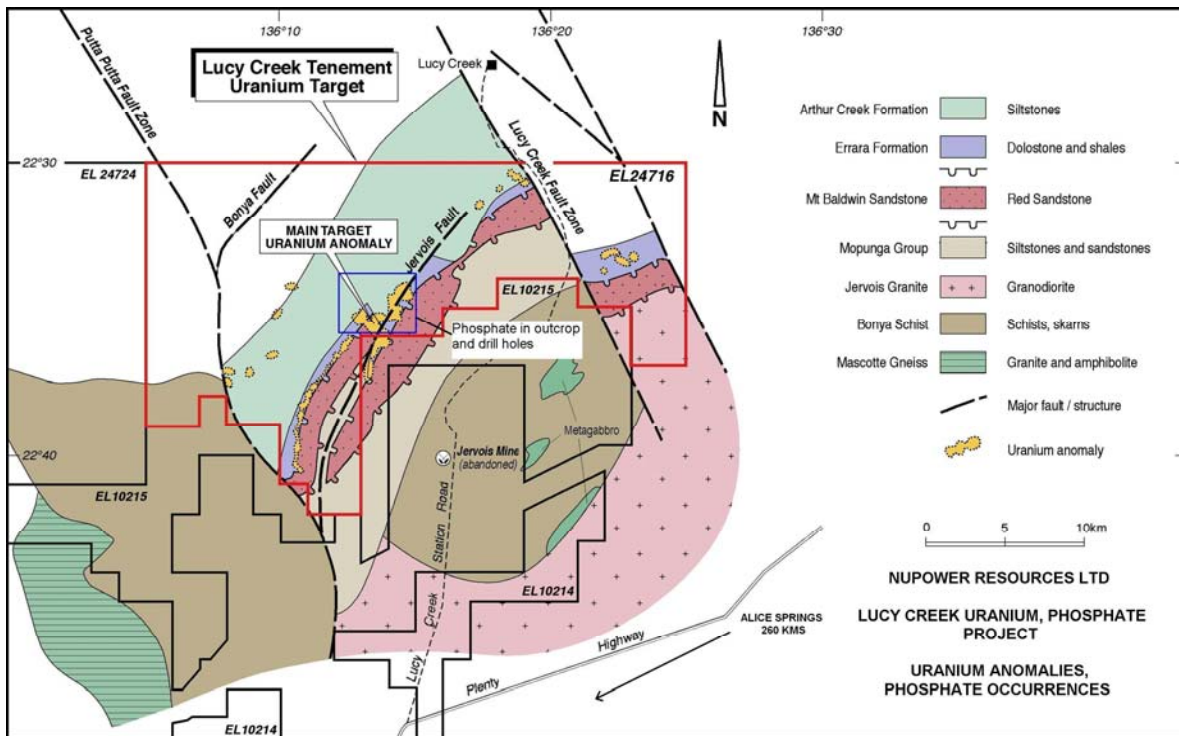 136°10
136°20
136°30
Putta Putta Fault Zone
Lucy Creek Tenement
Uranium Target
Lucy Creek
N
22°30
EL 24724
EL24716
Bonya Fault
Lucy Creek Fault Zone
MAIN TARGET
URANIUM ANOMALY
Jervois Fault
EL10215
Phosphate in outcrop
and drill holes
Metagabbro
Jervois Mine
(abandoned)
22°40
EL10215
Lucy Creek Station Road
EL10214
ALICE SPRINGS
260 KMS
Plenty Highway
EL10214
Arthur Creek Formation Siltstones
Errara Formation Dolostone and shales
Mt Baldwin Sandstone Red Sandstone
Mopunga Group Siltstones and sandstones
Jervois Granite Granodiorite
Bonya Schist Schists, skarns
Mascotte Gneiss Granite and amphibolite
Major fault / structure
Uranium anomaly
0 5 10km
NUPOWER RESOURCES LTD
LUCY CREEK URANIUM, PHOSPHATE
PROJECT
URANIUM ANOMALIES,
PHOSPHATE OCCURRENCES